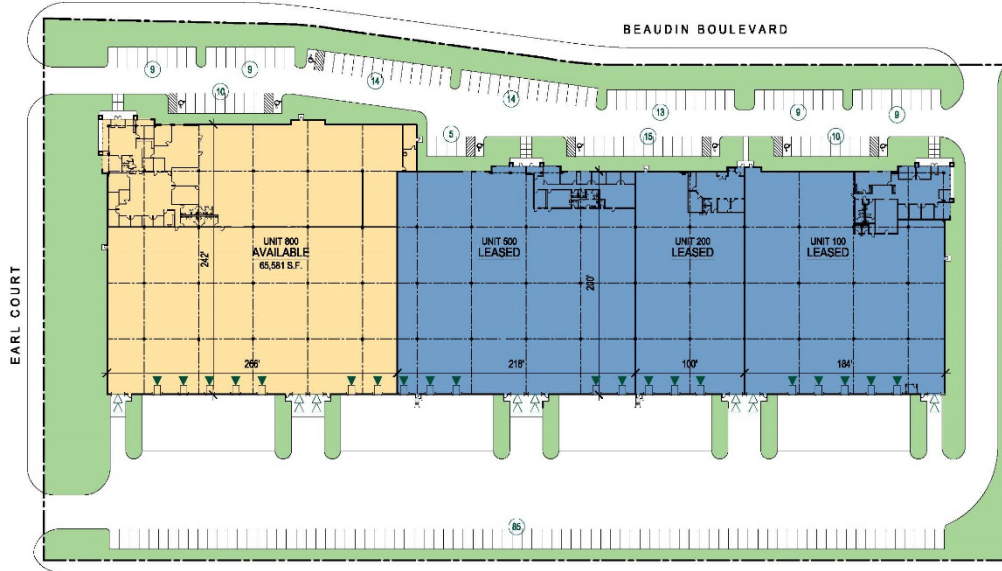 BEAUDIN BOULEVARD
9
9
10
14
14
5
13
15
9
10
9
EARL COURT
UNIT 800
AVAILABLE
65,581 S.F.
242'
UNIT 500
LEASED
200'
UNIT 200
LEASED
UNIT 100
LEASED
266'
218'
100'
184'
85